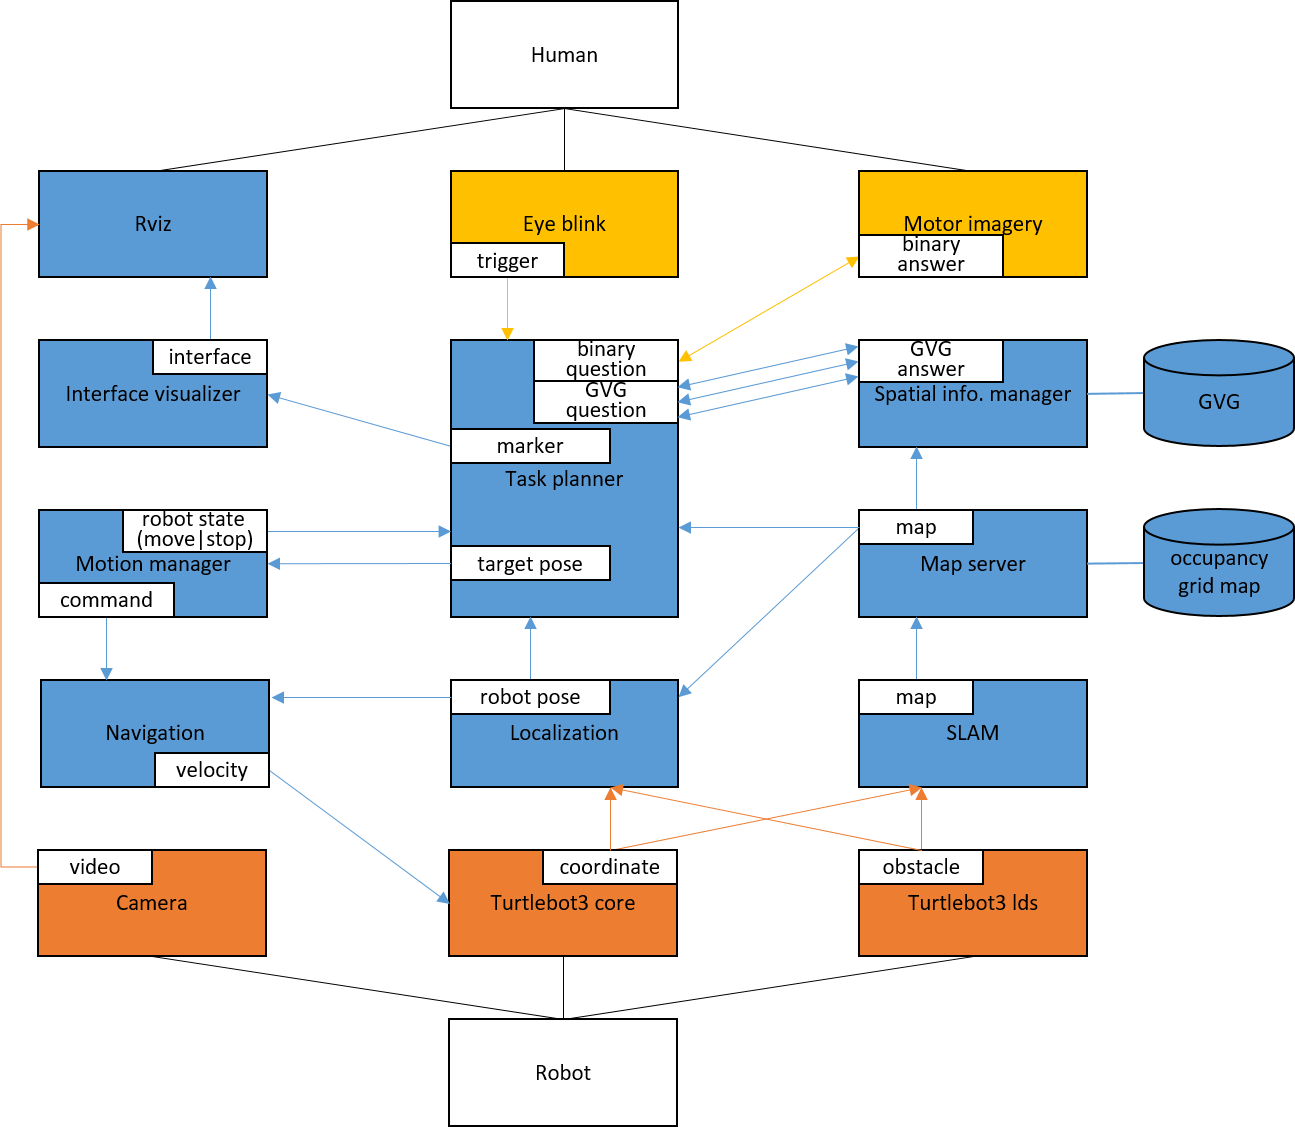 Human
Rviz
Eye blink
trigger
Motor imagery
binary
answer
interface
Interface visualizer
binary
question
GVG
question
marker
Task planner
target pose
GVG
answer
Spatial info. manager
GVG
robot state
(move|stop)
Motion manager
command
map
Map server
occupancy
grid map
Navigation
velocity
robot pose
Localization
map
SLAM
video
Camera
coordinate
Turtlebot3 core
obstacle
Turtlebot3 lds
Robot